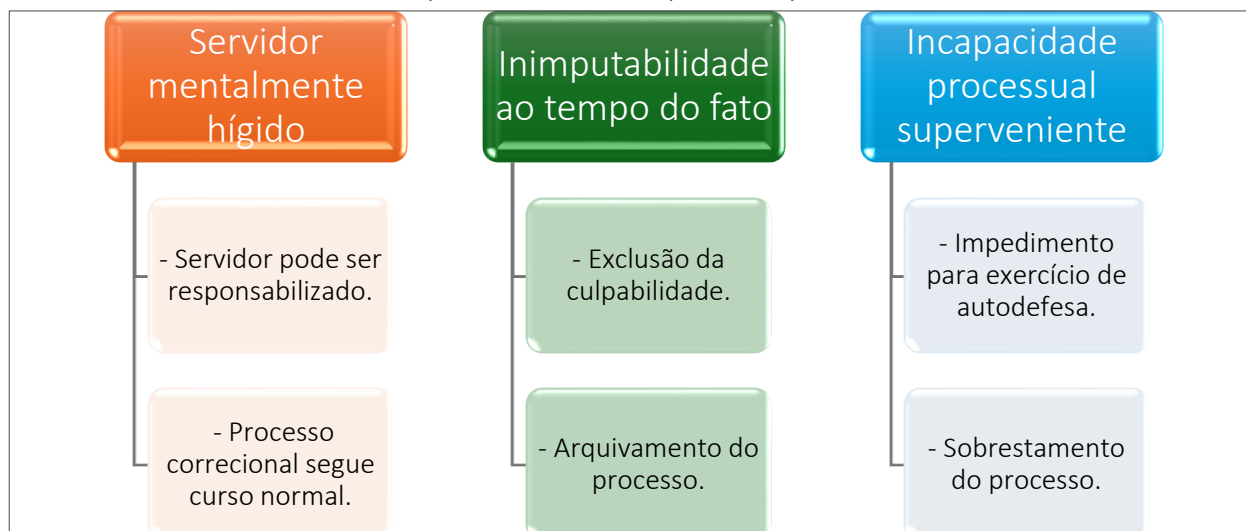 Servidor
mentalmente
hígido
- Servidor pode ser
responsabilizado.
- Processo
correcional segue
curso normal.
Inimputabilidade
ao tempo do fato
- Exclusão da
culpabilidade.
- Arquivamento do
processo.
Incapacidade
processual
superveniente
- Impedimento
para exercício de
autodefesa.
- Sobrestamento
do processo.